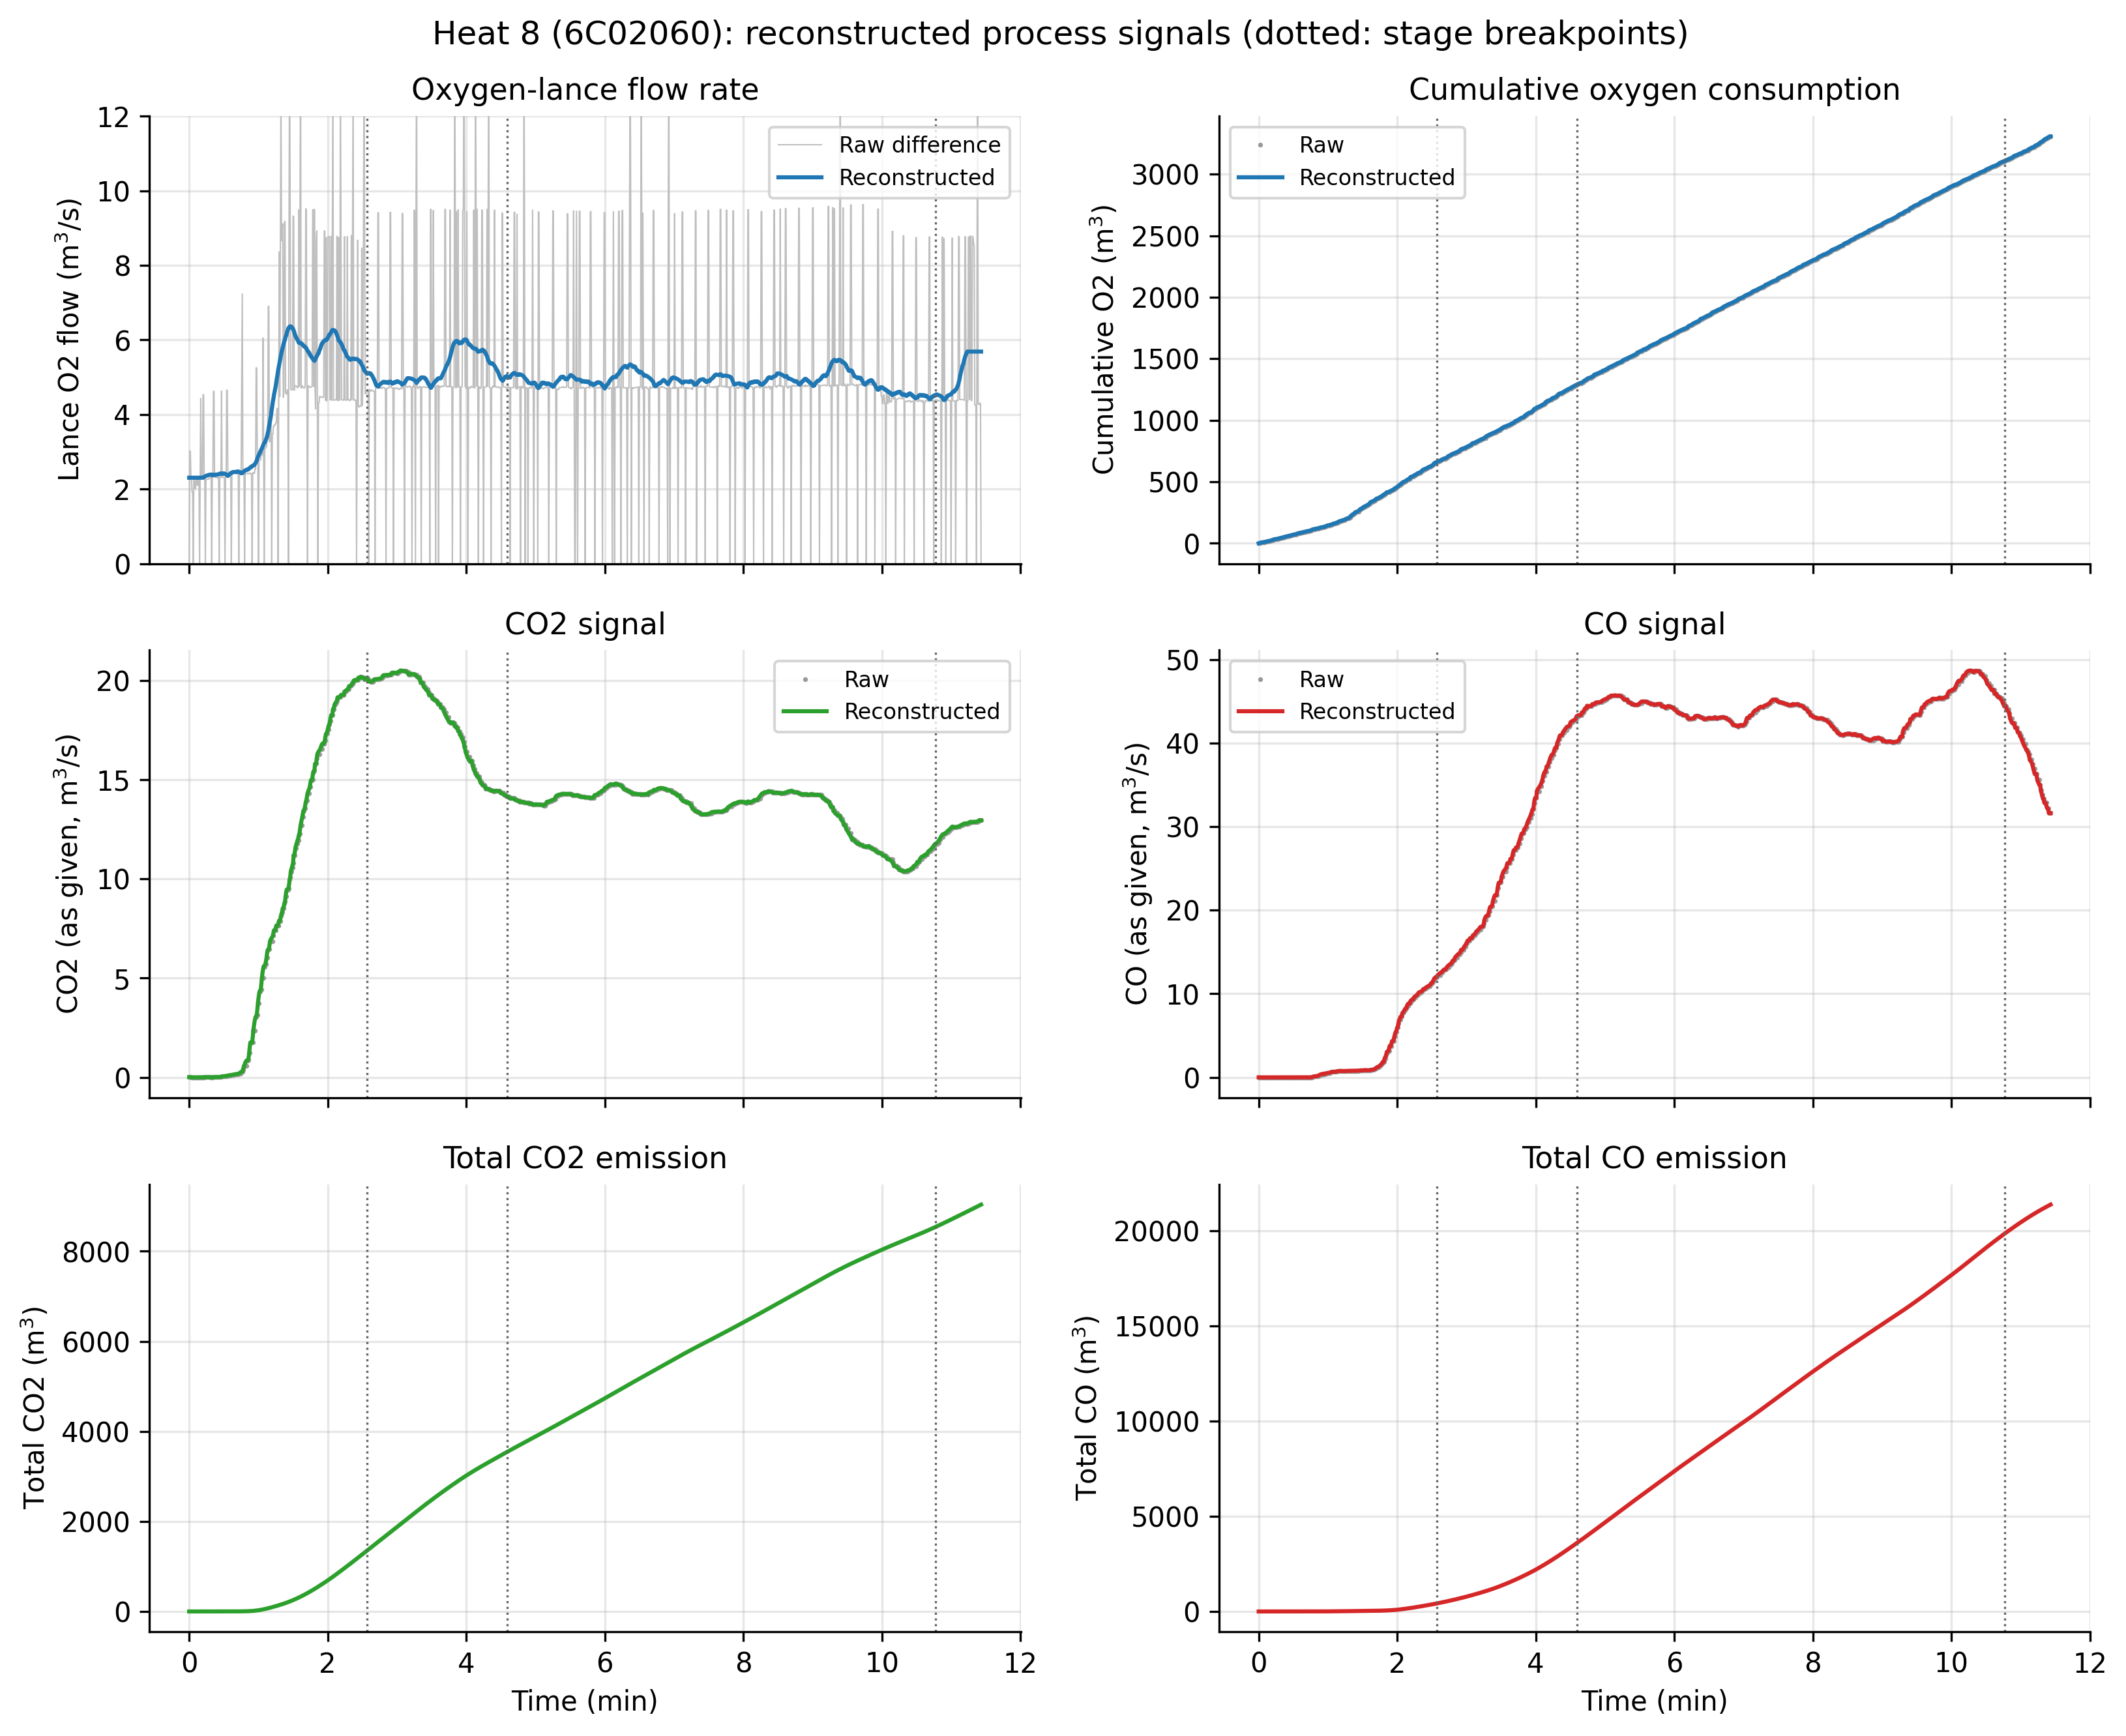 Heat 8 (6C02060): reconstructed process signals (dotted: stage breakpoints)
Oxygen-lance flow rate
Lance O2 flow (m³/s)
12
10
8
6
4
2
0
Raw difference
Reconstructed
Cumulative oxygen consumption
Cumulative O2 (m³)
3000
2500
2000
1500
1000
500
0
Raw
Reconstructed
CO2 signal
CO2 (as given, m³/s)
20
15
10
5
0
Raw
Reconstructed
CO signal
CO (as given, m³/s)
50
40
30
20
10
0
Raw
Reconstructed
Total CO2 emission
Total CO2 (m³)
8000
6000
4000
2000
0
0 2 4 6 8 10 12
Time (min)
Total CO emission
Total CO (m³)
20000
15000
10000
5000
0
0 2 4 6 8 10 12
Time (min)